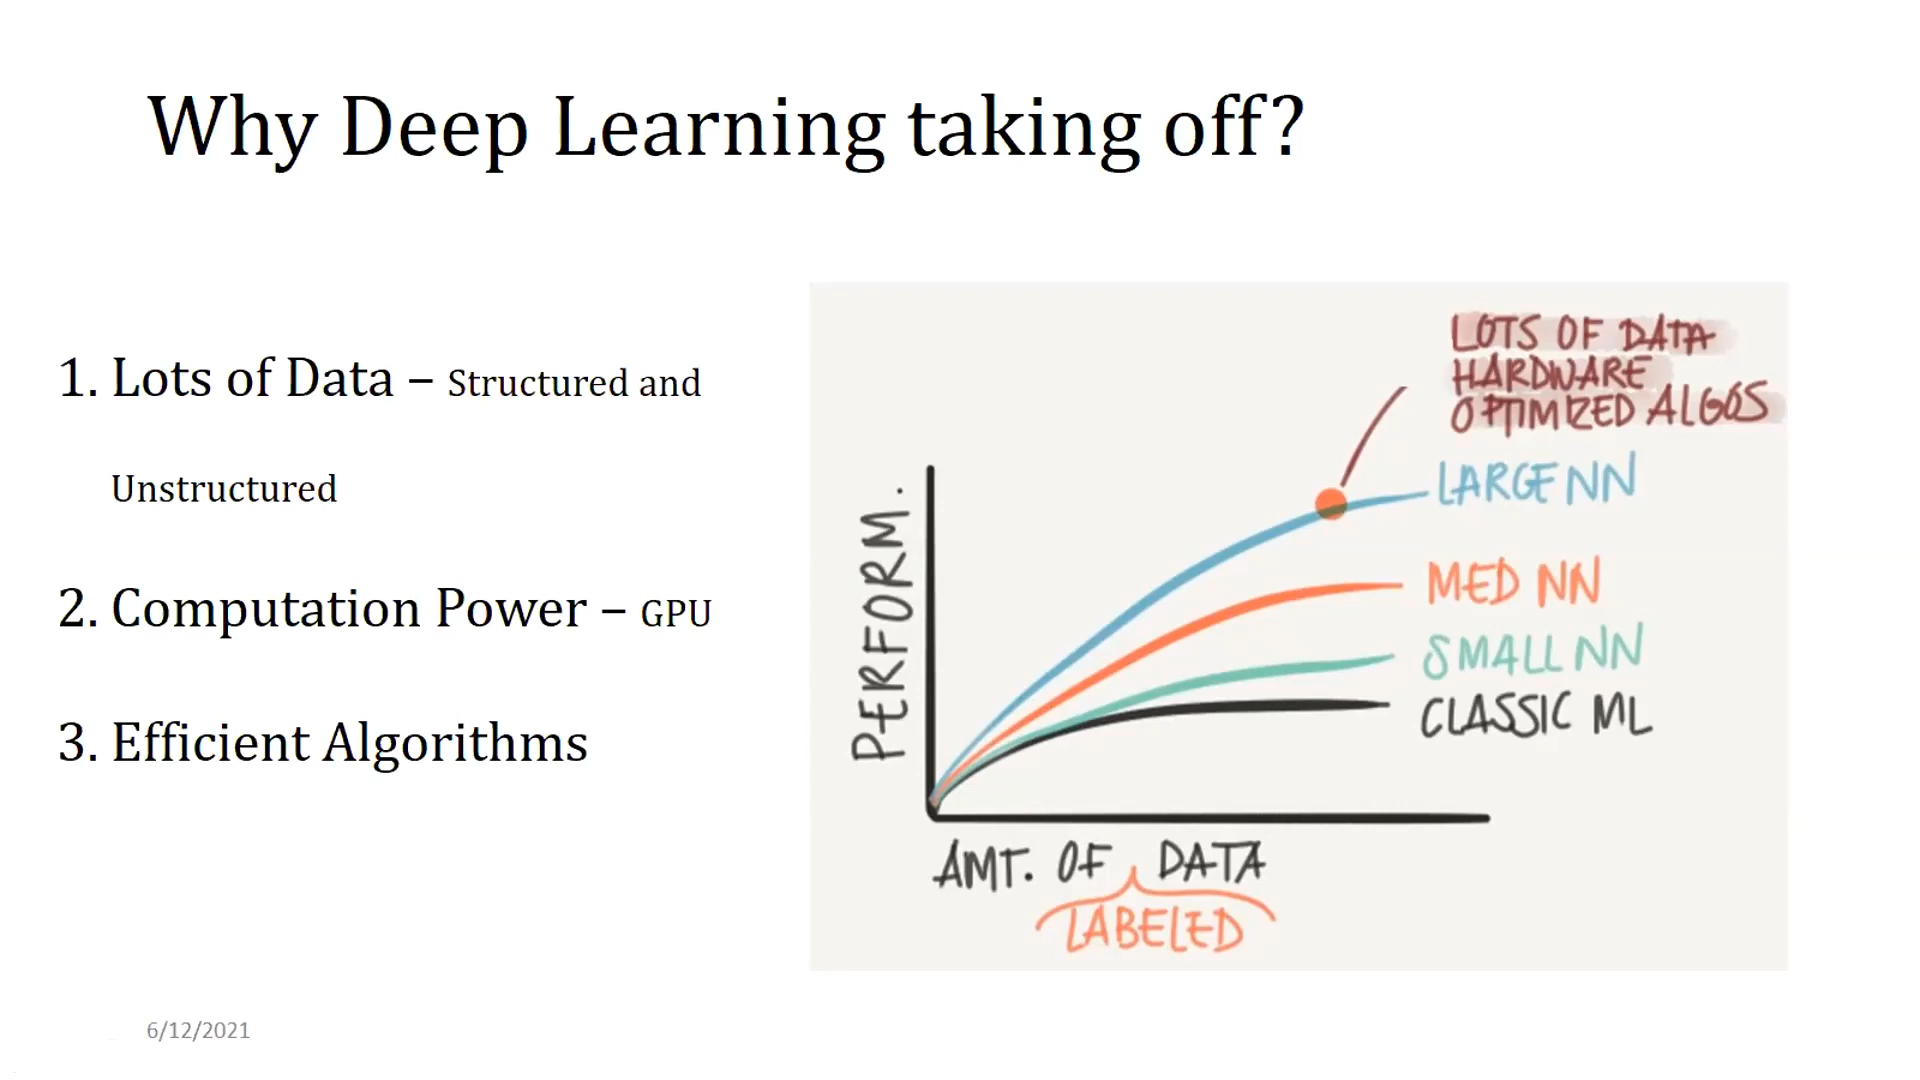 Why Deep Learning taking off?
1. Lots of Data – Structured and
Unstructured
2. Computation Power – GPU
3. Efficient Algorithms
LOTS OF DATA
HARDWARE
OPTIMIZED ALGOS
LARGE NN
MED NN
SMALL NN
CLASSIC ML
PERFORM.
AMT. OF DATA
LABELED
6/12/2021